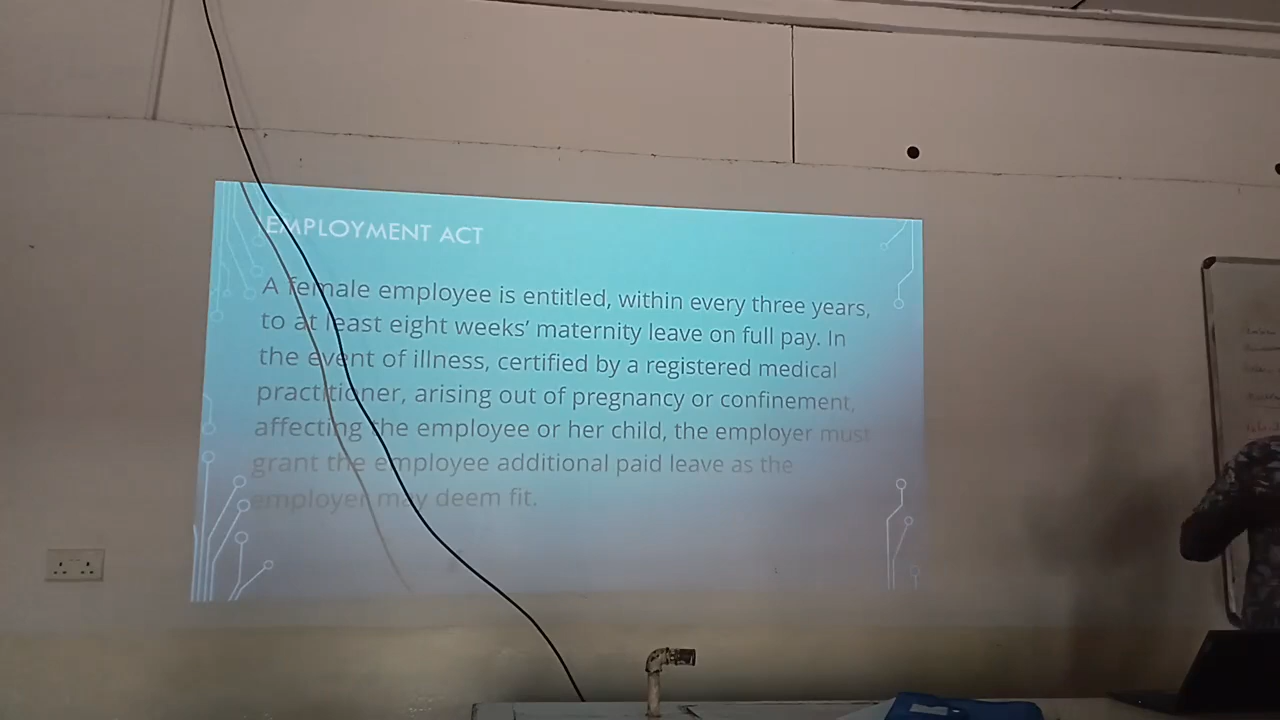 EMPLOYMENT ACT
A female employee is entitled, within every three years,
to at least eight weeks’ maternity leave on full pay. In
the event of illness, certified by a registered medical
practitioner, arising out of pregnancy or confinement,
affecting the employee or her child, the employer must
grant the employee additional paid leave as the
employer may deem fit.